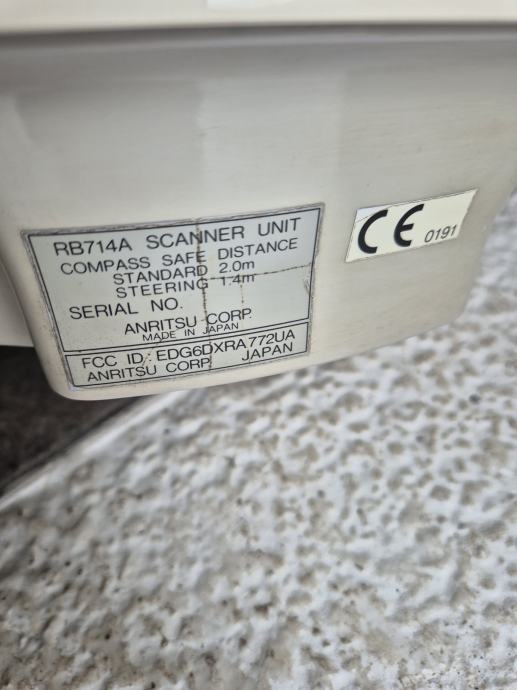 RB714A SCANNER UNIT
COMPASS SAFE DISTANCE
STANDARD 2.0m
STEERING 1.4m
SERIAL NO.
ANRITSU CORP.
MADE IN JAPAN
FCC ID: EDG6DXRA772UA
ANRITSU CORP. JAPAN
CE 0191